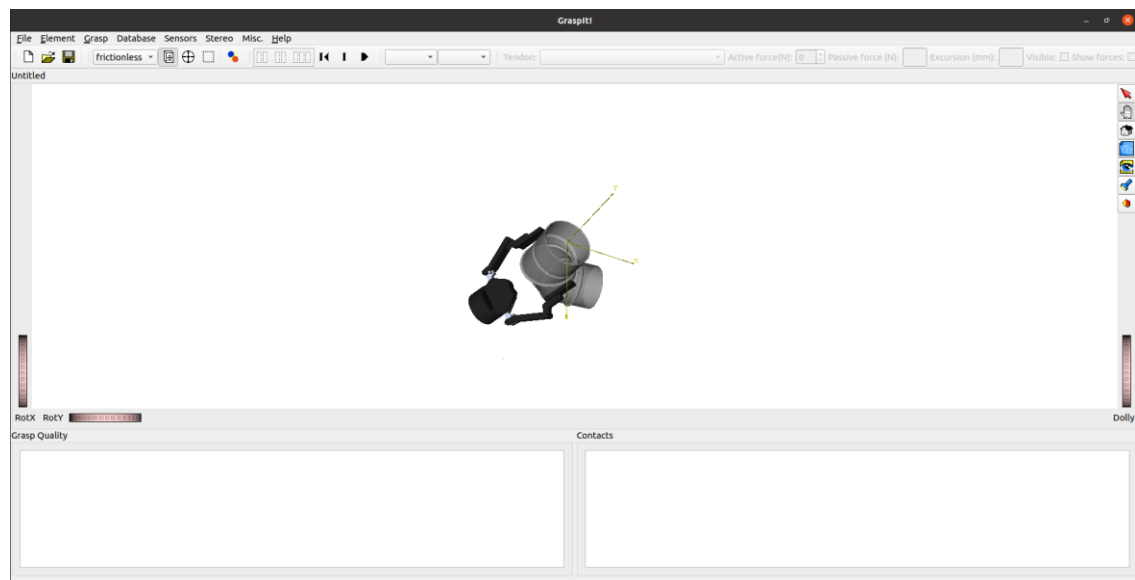 GraspIt!
File Element Grasp Database Sensors Stereo Misc. Help
frictionless Tendon: Active force(N): 0 Passive force (N): Excursion (mm): Visible: Show forces:
Untitled
Y
X
RotX RotY Dolly
Grasp Quality Contacts